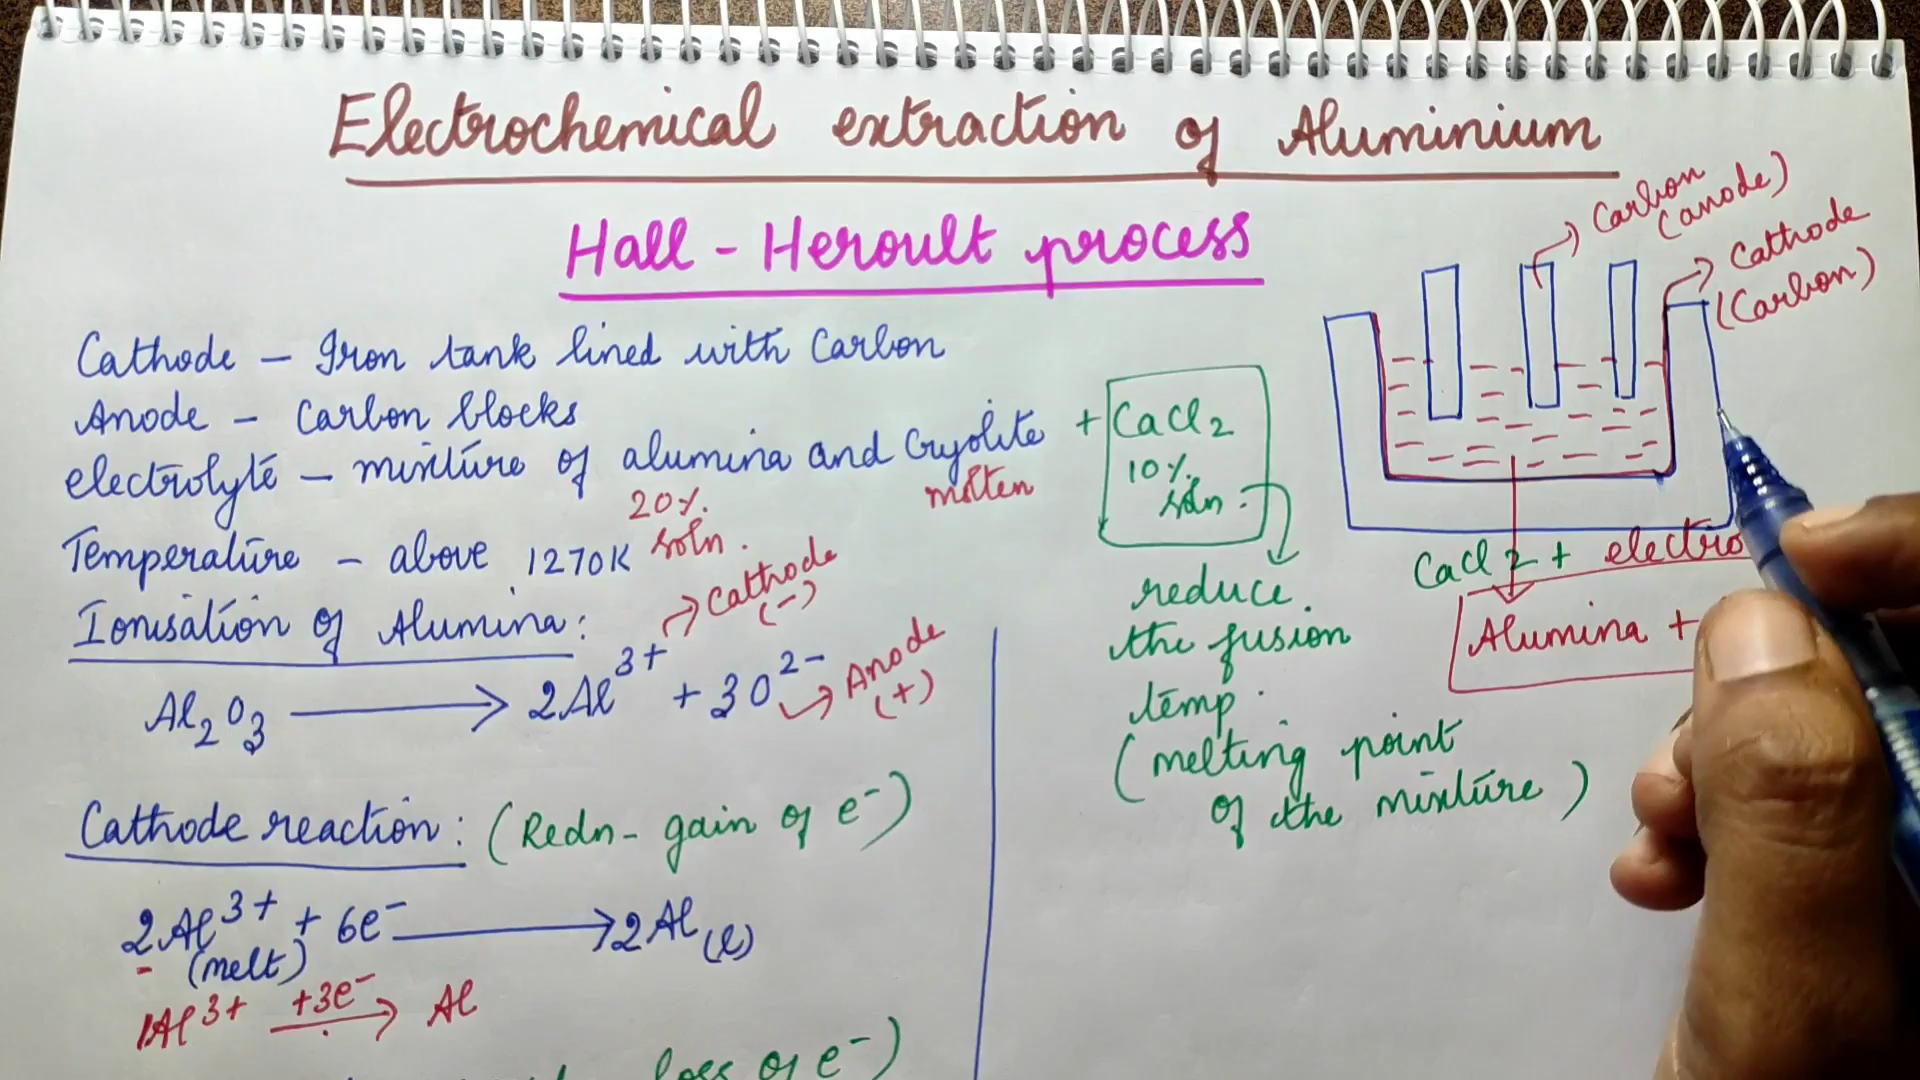 Electrochemical extraction of Aluminium
Hall - Heroult process
Cathode - Iron tank lined with Carbon
Anode - Carbon blocks
electrolyte - mixture of alumina and Cryolite + CaCl2
20%. soln.
molten
10%. soln.
Temperature - above 1270K
Ionisation of Alumina:
Al2O3 → 2Al3+ + 3O2-
→ Cathode (-)
→ Anode (+)
Cathode reaction: (Redn - gain of e-)
2Al3+ + 6e- → 2Al (l)
(melt)
1Al3+ +3e- → Al
loss of e-)
reduce.
the fusion
temp.
(melting point
of the mixture)
→ Carbon
(anode)
→ Cathode
(Carbon)
CaCl2 + electro
Alumina +